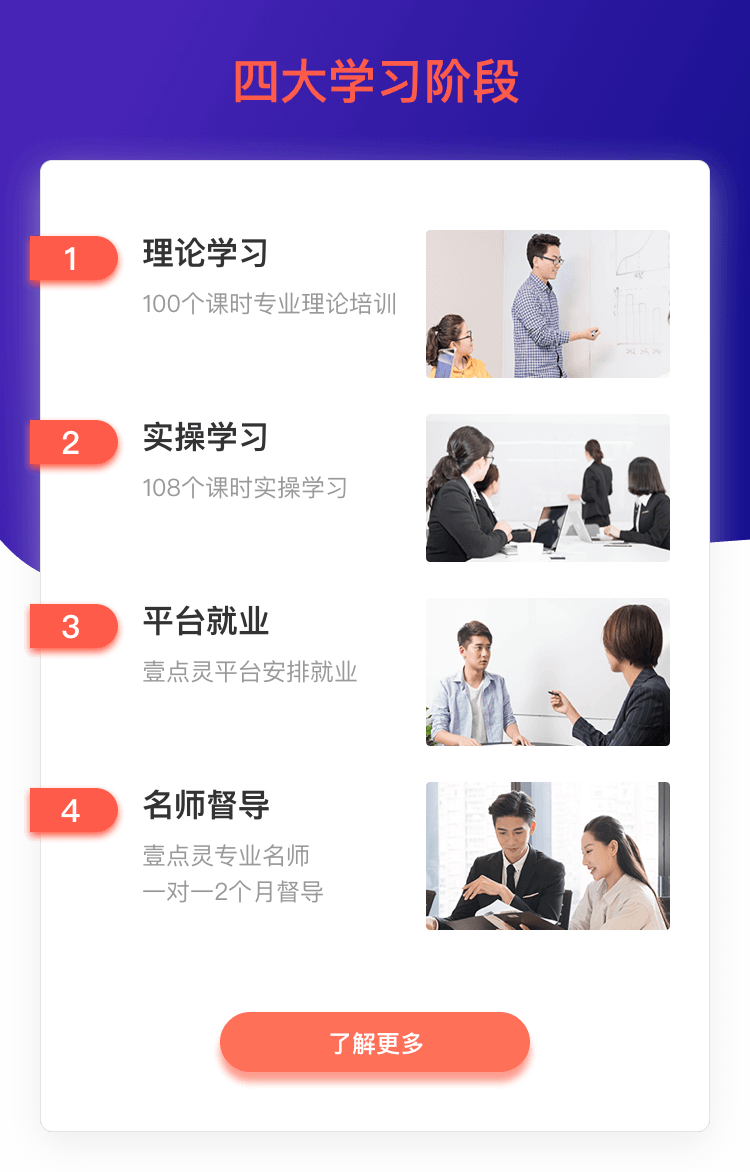 四大学习阶段
1
理论学习
100个课时专业理论培训
2
实操学习
108个课时实操学习
3
平台就业
壹点灵平台安排就业
4
名师督导
壹点灵专业名师
一对一2个月督导
了解更多